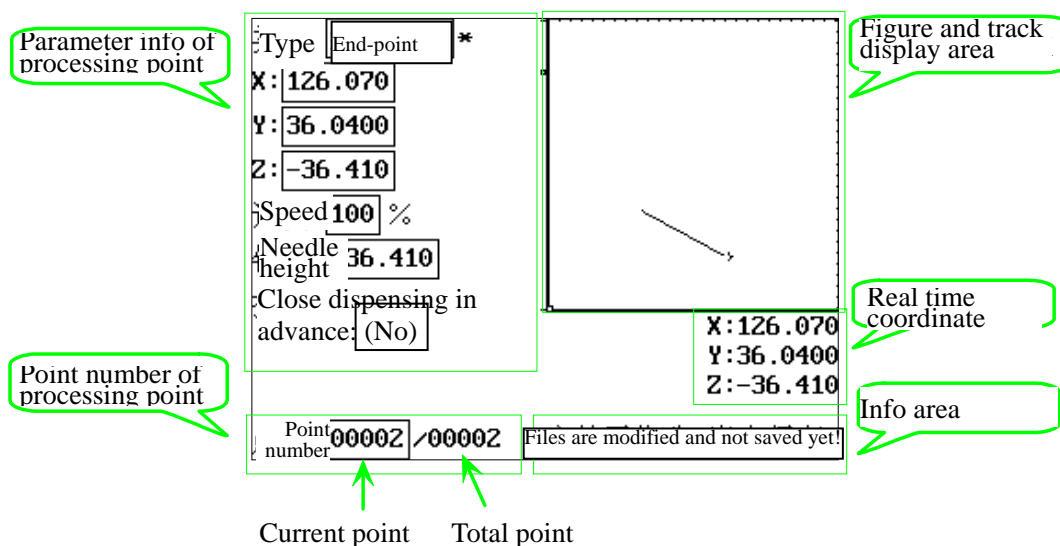 Parameter info of
processing point
Type End-point *
X:126.070
Y:36.0400
Z:-36.410
Speed 100 %
Needle
height 36.410
Close dispensing in
advance: (No)
Figure and track
display area
Real time
coordinate
X:126.070
Y:36.0400
Z:-36.410
Point number of
processing point
Info area
Point
number 00002 /00002
Files are modified and not saved yet!
Current point
Total point